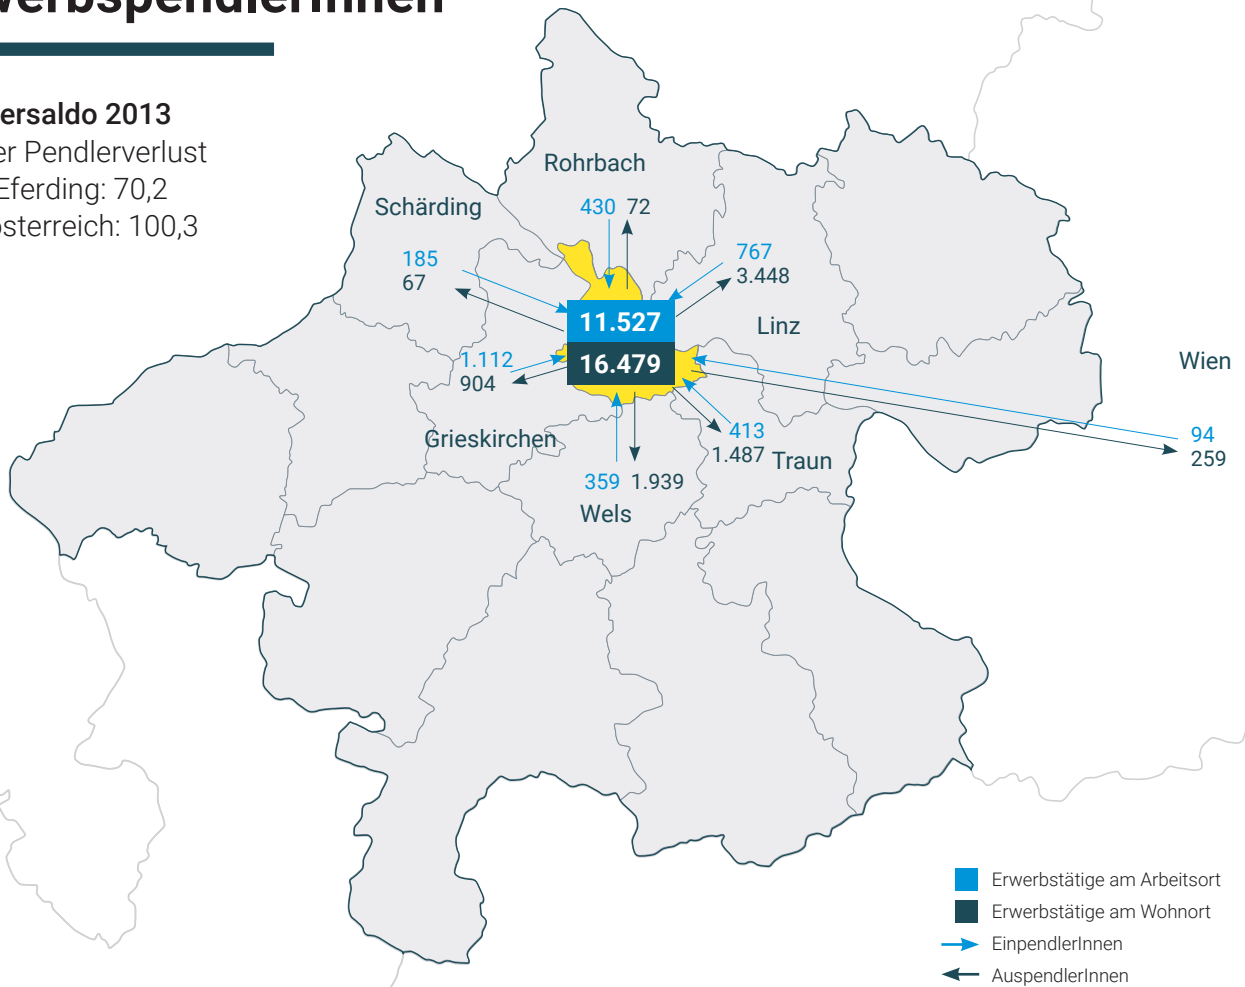 ersaldo 2013
er Pendlerverlust
Eferding: 70,2
österreich: 100,3
Rohrbach
430 72
Schärding
185
67
767
3.448
11.527
16.479
Linz
1.112
904
Wien
94
259
Grieskirchen
413
1.487
Traun
359 1.939
Wels
Erwerbstätige am Arbeitsort
Erwerbstätige am Wohnort
EinpendlerInnen
AuspendlerInnen